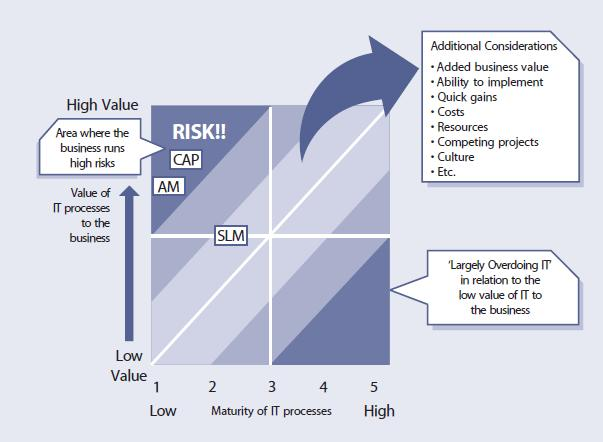 Additional Considerations
• Added business value
• Ability to implement
• Quick gains
• Costs
• Resources
• Competing projects
• Culture
• Etc.
High Value
RISK!!
Area where the
business runs
high risks
CAP
AM
Value of
IT processes
to the
business
SLM
'Largely Overdoing IT'
in relation to the
low value of IT to
the business
Low
Value
1 2 3 4 5
Low Maturity of IT processes High